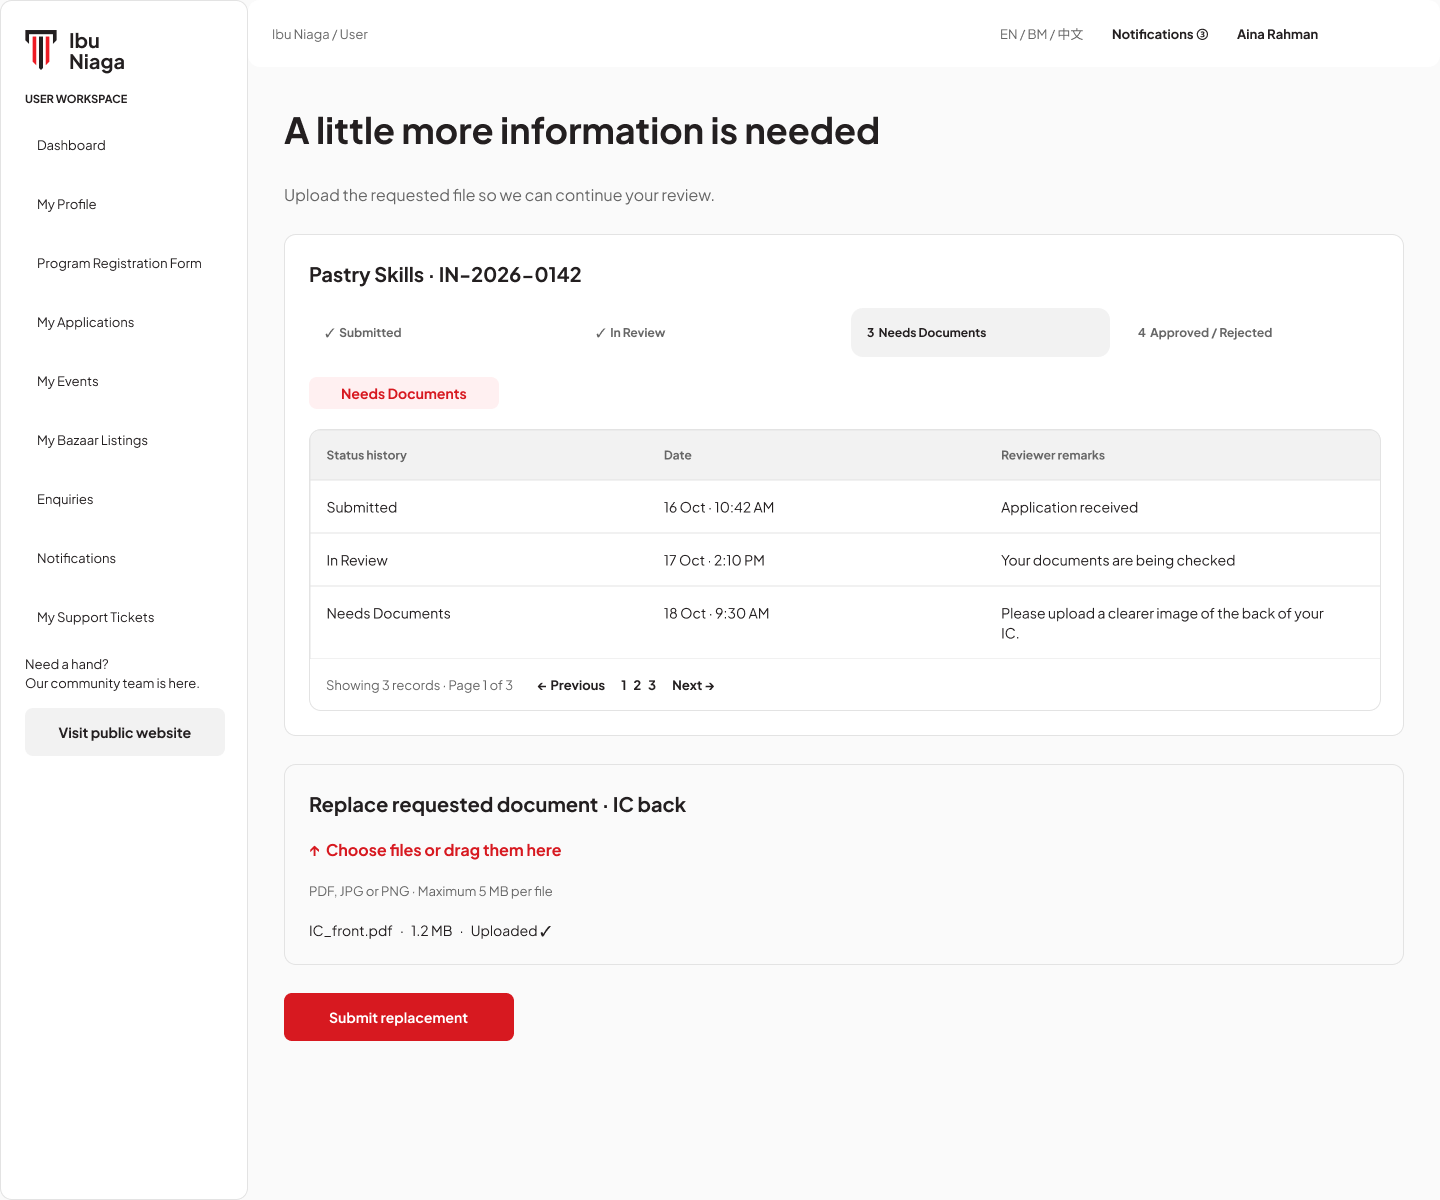 Ibu
Niaga
USER WORKSPACE
Dashboard
My Profile
Program Registration Form
My Applications
My Events
My Bazaar Listings
Enquiries
Notifications
My Support Tickets
Need a hand?
Our community team is here.
Visit public website
Ibu Niaga / User
EN / BM / 中文 Notifications ③ Aina Rahman
A little more information is needed
Upload the requested file so we can continue your review.
Pastry Skills · IN-2026-0142
✓ Submitted ✓ In Review 3 Needs Documents 4 Approved / Rejected
Needs Documents
Status history Date Reviewer remarks
Submitted 16 Oct · 10:42 AM Application received
In Review 17 Oct · 2:10 PM Your documents are being checked
Needs Documents 18 Oct · 9:30 AM Please upload a clearer image of the back of your
IC.
Showing 3 records · Page 1 of 3 ← Previous 1 2 3 Next →
Replace requested document · IC back
↑ Choose files or drag them here
PDF, JPG or PNG · Maximum 5 MB per file
IC_front.pdf · 1.2 MB · Uploaded ✓
Submit replacement